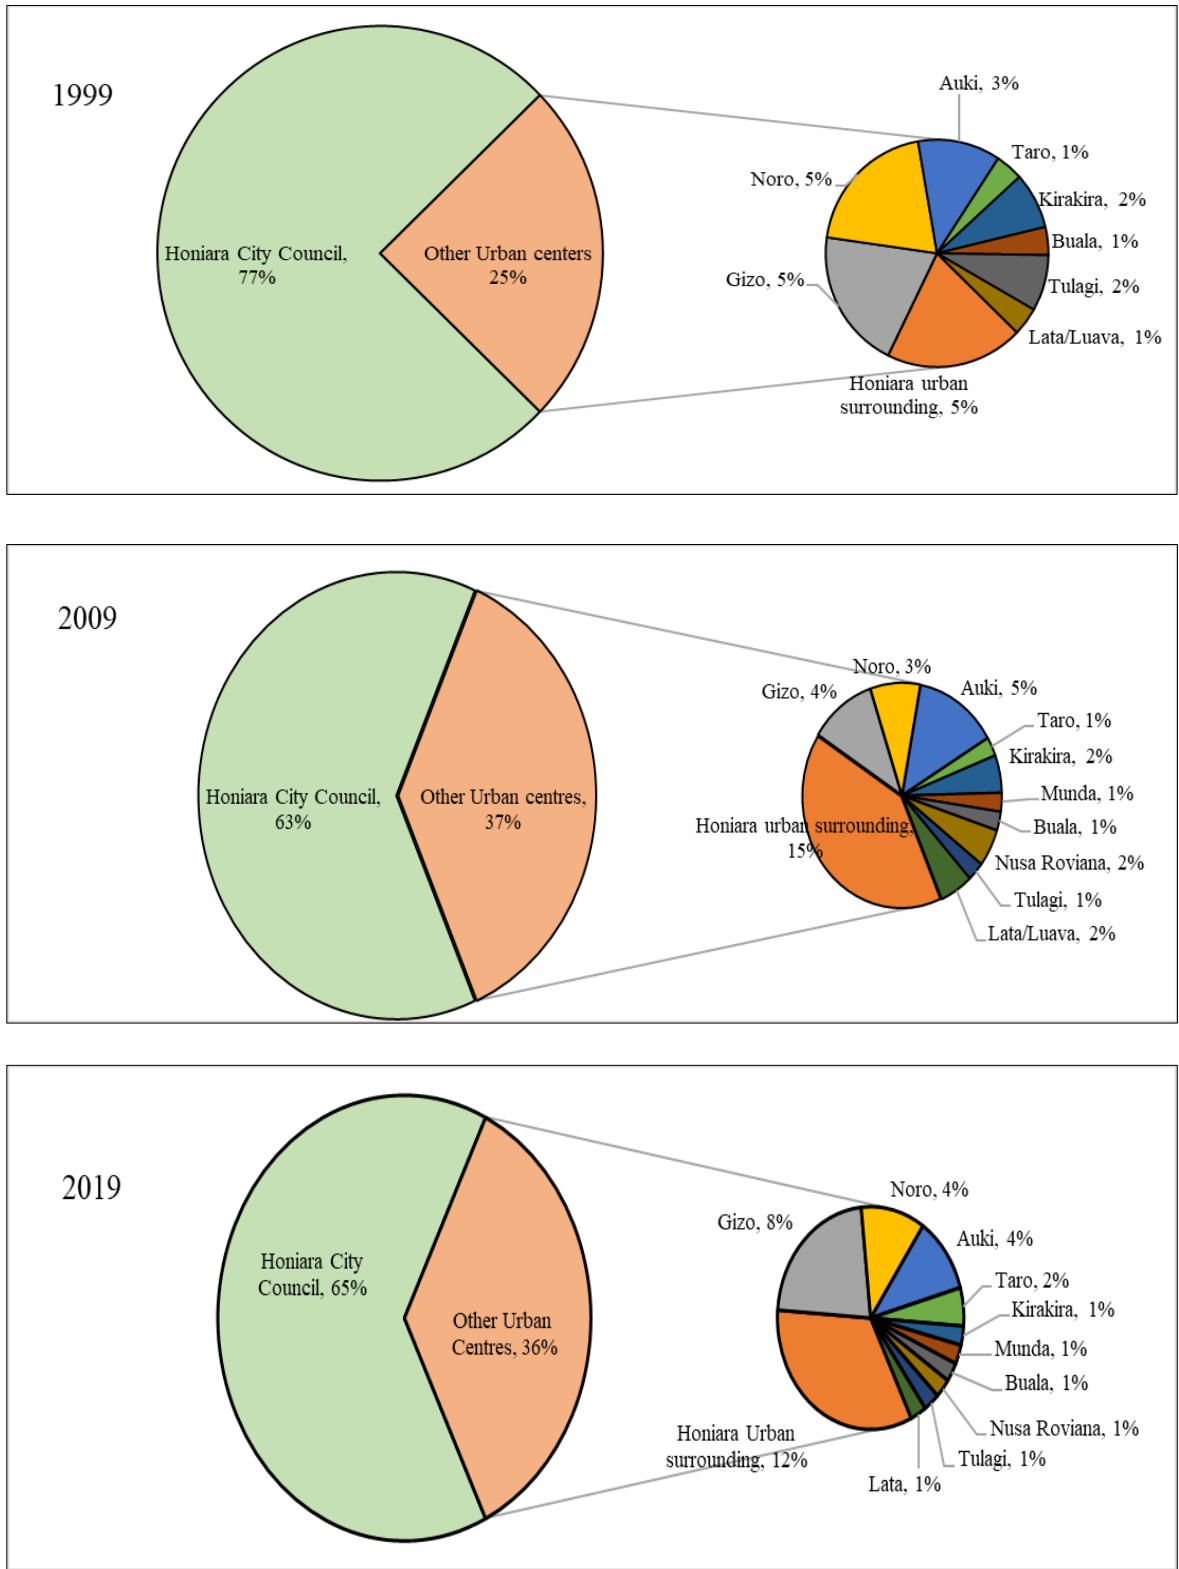 1999
Honiara City Council,
77%
Other Urban centers
25%
Auki, 3%
Taro, 1%
Kirakira, 2%
Buala, 1%
Tulagi, 2%
Lata/Luava, 1%
Honiara urban
surrounding, 5%
Gizo, 5%
Noro, 5%
2009
Honiara City Council,
63%
Other Urban centres,
37%
Noro, 3%
Gizo, 4%
Auki, 5%
Taro, 1%
Kirakira, 2%
Munda, 1%
Buala, 1%
Nusa Roviana, 2%
Tulagi, 1%
Lata/Luava, 2%
Honiara urban surrounding,
15%
2019
Honiara City
Council, 65%
Other Urban
Centres, 36%
Noro, 4%
Gizo, 8%
Auki, 4%
Taro, 2%
Kirakira, 1%
Munda, 1%
Buala, 1%
Nusa Roviana, 1%
Tulagi, 1%
Lata, 1%
Honiara Urban
surrounding, 12%